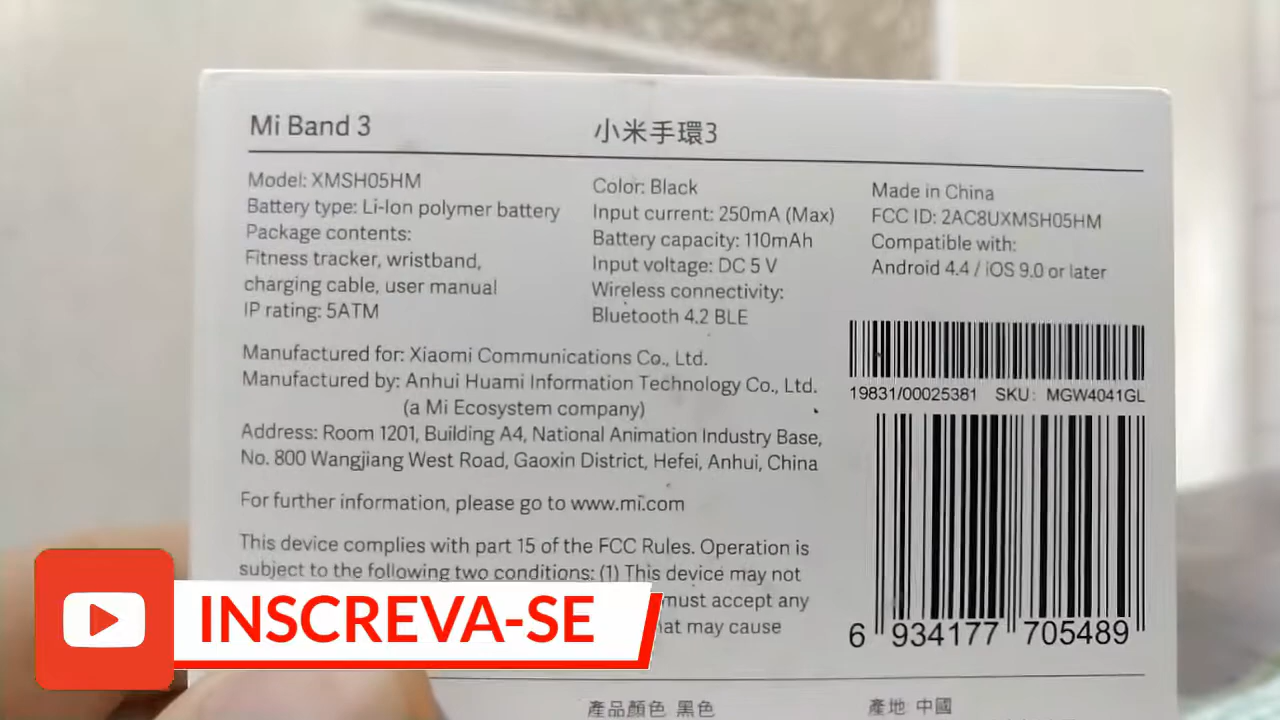 Mi Band 3
小米手環3
Model: XMSH05HM
Battery type: Li-Ion polymer battery
Package contents:
Fitness tracker, wristband,
charging cable, user manual
IP rating: 5ATM
Color: Black
Input current: 250mA (Max)
Battery capacity: 110mAh
Input voltage: DC 5 V
Wireless connectivity:
Bluetooth 4.2 BLE
Made in China
FCC ID: 2AC8UXMSH05HM
Compatible with:
Android 4.4 / iOS 9.0 or later
Manufactured for: Xiaomi Communications Co., Ltd.
Manufactured by: Anhui Huami Information Technology Co., Ltd.
(a Mi Ecosystem company)
Address: Room 1201, Building A4, National Animation Industry Base,
No. 800 Wangjiang West Road, Gaoxin District, Hefei, Anhui, China
For further information, please go to www.mi.com
This device complies with part 15 of the FCC Rules. Operation is
subject to the following two conditions: (1) This device may not
must accept any
may cause
19831/00025381 SKU: MGW4041GL
6 934177 705489
INSCREVA-SE
產品顏色 黑色
產地 中國